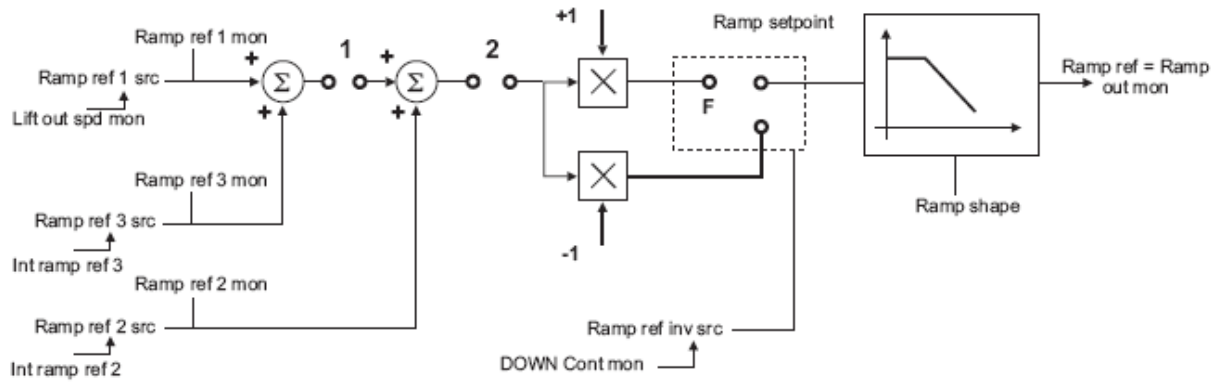 +1
Ramp setpoint
Ramp ref 1 mon
+
1
+
2
Ramp ref 1 src
Σ
Σ
F
Ramp ref = Ramp
out mon
Lift out spd mon
+
+
Ramp ref 3 mon
Ramp shape
Ramp ref 3 src
Int ramp ref 3
-1
Ramp ref 2 mon
Ramp ref 2 src
Ramp ref inv src
Int ramp ref 2
DOWN Cont mon